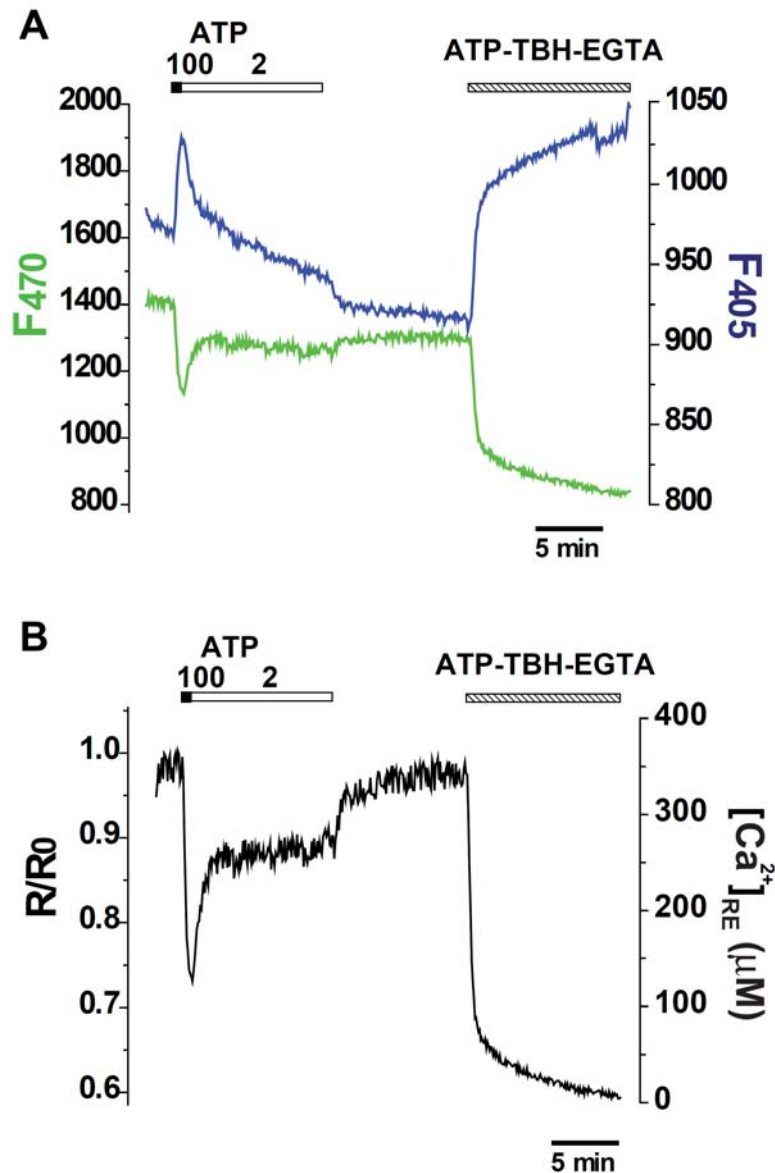 A
ATP
100 2
ATP-TBH-EGTA
2000
1800
1600
1400
1200
1000
800
F470
1050
1000
950
900
850
800
F405
5 min
B
ATP
100 2
ATP-TBH-EGTA
1.0
0.9
0.8
0.7
0.6
R/R0
400
300
200
100
0
[Ca2+]RE (μM)
5 min